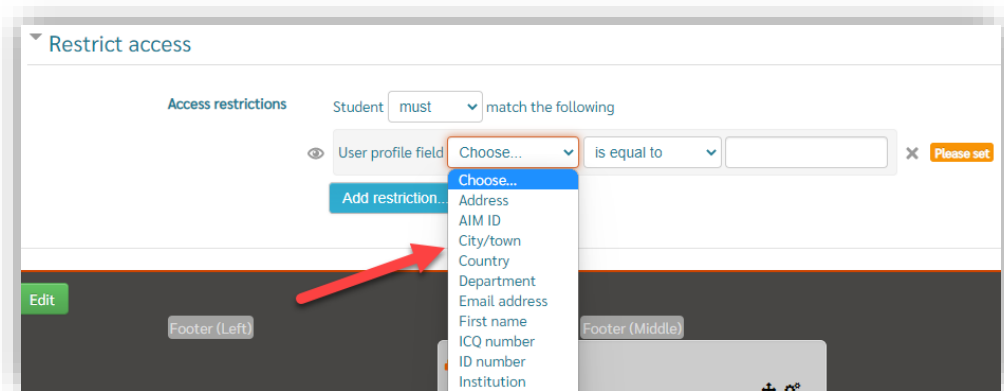 Restrict access
Access restrictions Student must match the following
User profile field Choose... is equal to Please set
Choose...
Add restriction... Address
AIM ID
City/town
Country
Department
Edit Email address
First name
Footer (Left) Footer (Middle)
ICQ number
ID number
Institution